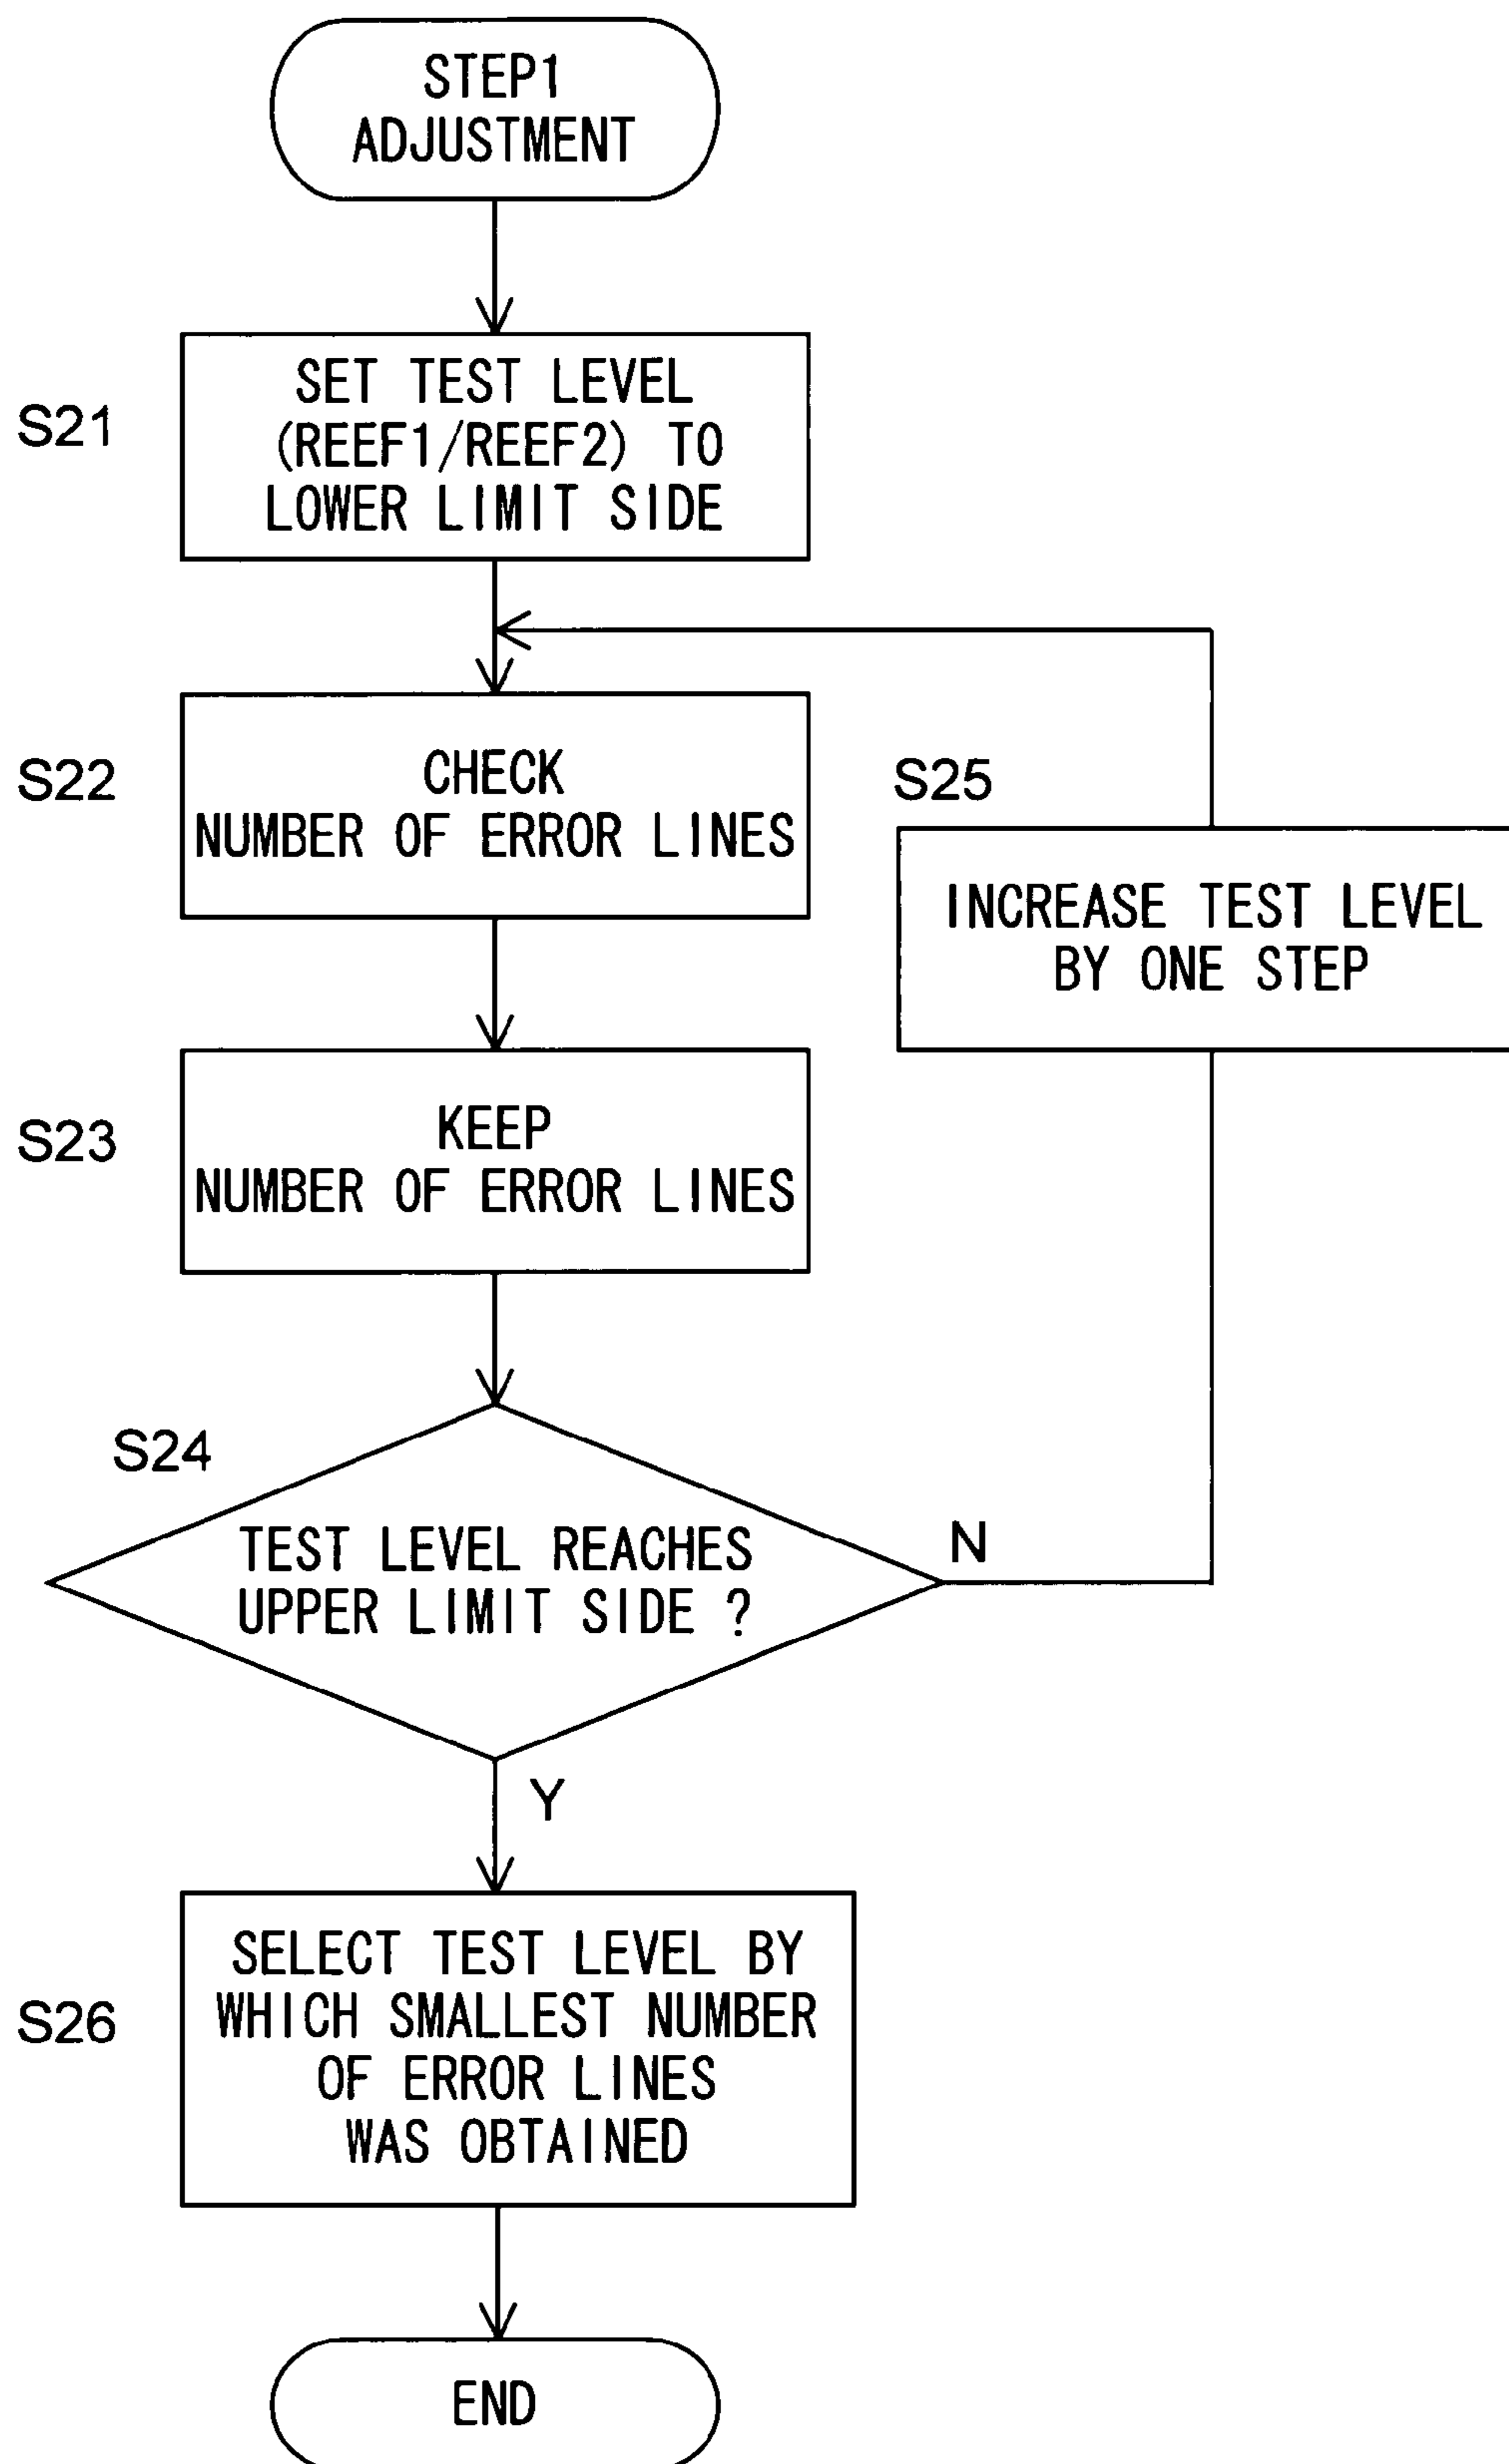 STEP1
ADJUSTMENT
S21
SET TEST LEVEL
(REEF1/REEF2) TO
LOWER LIMIT SIDE
S22
CHECK
NUMBER OF ERROR LINES
S25
INCREASE TEST LEVEL
BY ONE STEP
S23
KEEP
NUMBER OF ERROR LINES
S24
TEST LEVEL REACHES
UPPER LIMIT SIDE ?
N
Y
S26
SELECT TEST LEVEL BY
WHICH SMALLEST NUMBER
OF ERROR LINES
WAS OBTAINED
END